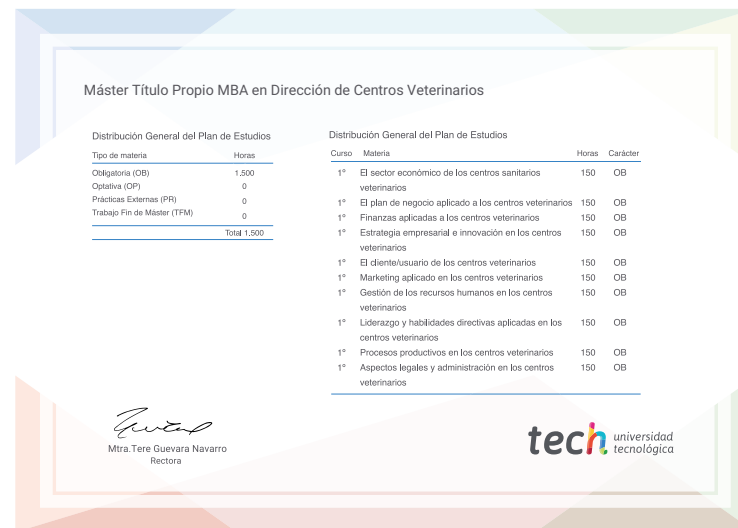 Máster Título Propio MBA en Dirección de Centros Veterinarios
Distribución General del Plan de Estudios
Tipo de materia Horas
Obligatoria (OB) 1.500
Optativa (OP) 0
Prácticas Externas (PR) 0
Trabajo Fin de Máster (TFM) 0
Total 1.500
Distribución General del Plan de Estudios
Curso Materia Horas Carácter
1º El sector económico de los centros sanitarios 150 OB
veterinarios
1º El plan de negocio aplicado a los centros veterinarios 150 OB
1º Finanzas aplicadas a los centros veterinarios 150 OB
1º Estrategia empresarial e innovación en los centros 150 OB
veterinarios
1º El cliente/usuario de los centros veterinarios 150 OB
1º Marketing aplicado en los centros veterinarios 150 OB
1º Gestión de los recursos humanos en los centros 150 OB
veterinarios
1º Liderazgo y habilidades directivas aplicadas en los 150 OB
centros veterinarios
1º Procesos productivos en los centros veterinarios 150 OB
1º Aspectos legales y administración en los centros 150 OB
veterinarios
Mtra.Tere Guevara Navarro
Rectora
tech universidad
tecnológica